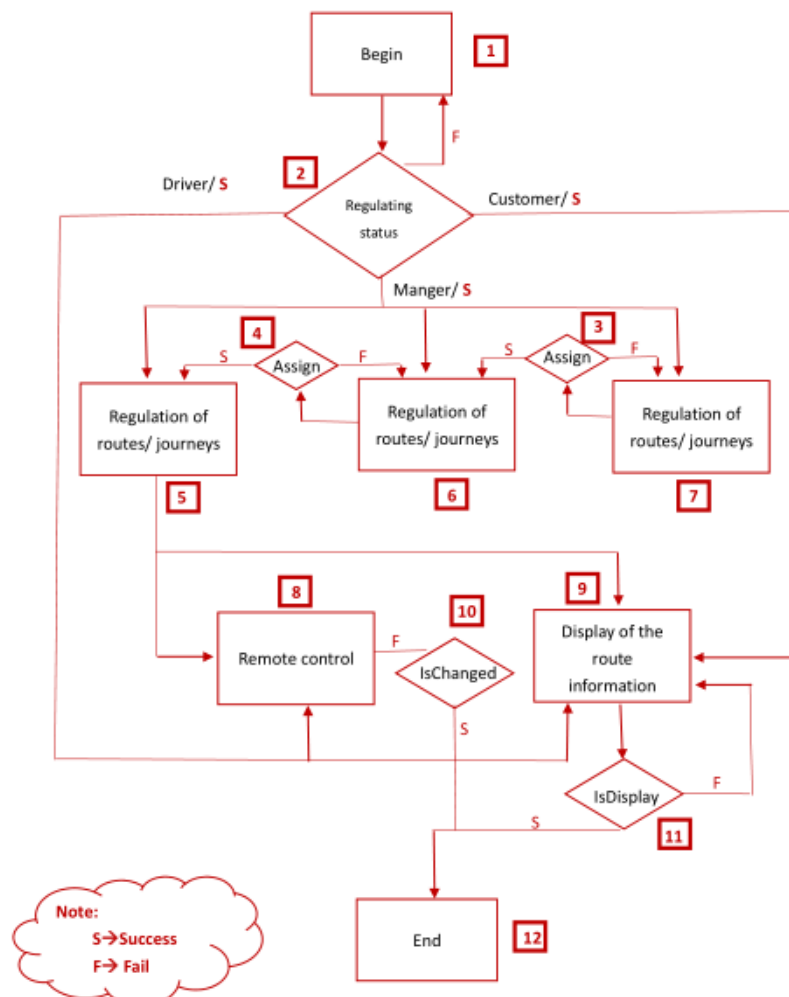 Begin
1
F
2
Driver/ S
Regulating
status
Customer/ S
Manger/ S
4
3
S
Assign
F
S
Assign
F
Regulation of
routes/ journeys
Regulation of
routes/ journeys
Regulation of
routes/ journeys
5
6
7
8
10
9
Remote control
F
IsChanged
Display of the
route
information
S
IsDisplay
F
S
11
Note:
S→Success
F→ Fail
End
12